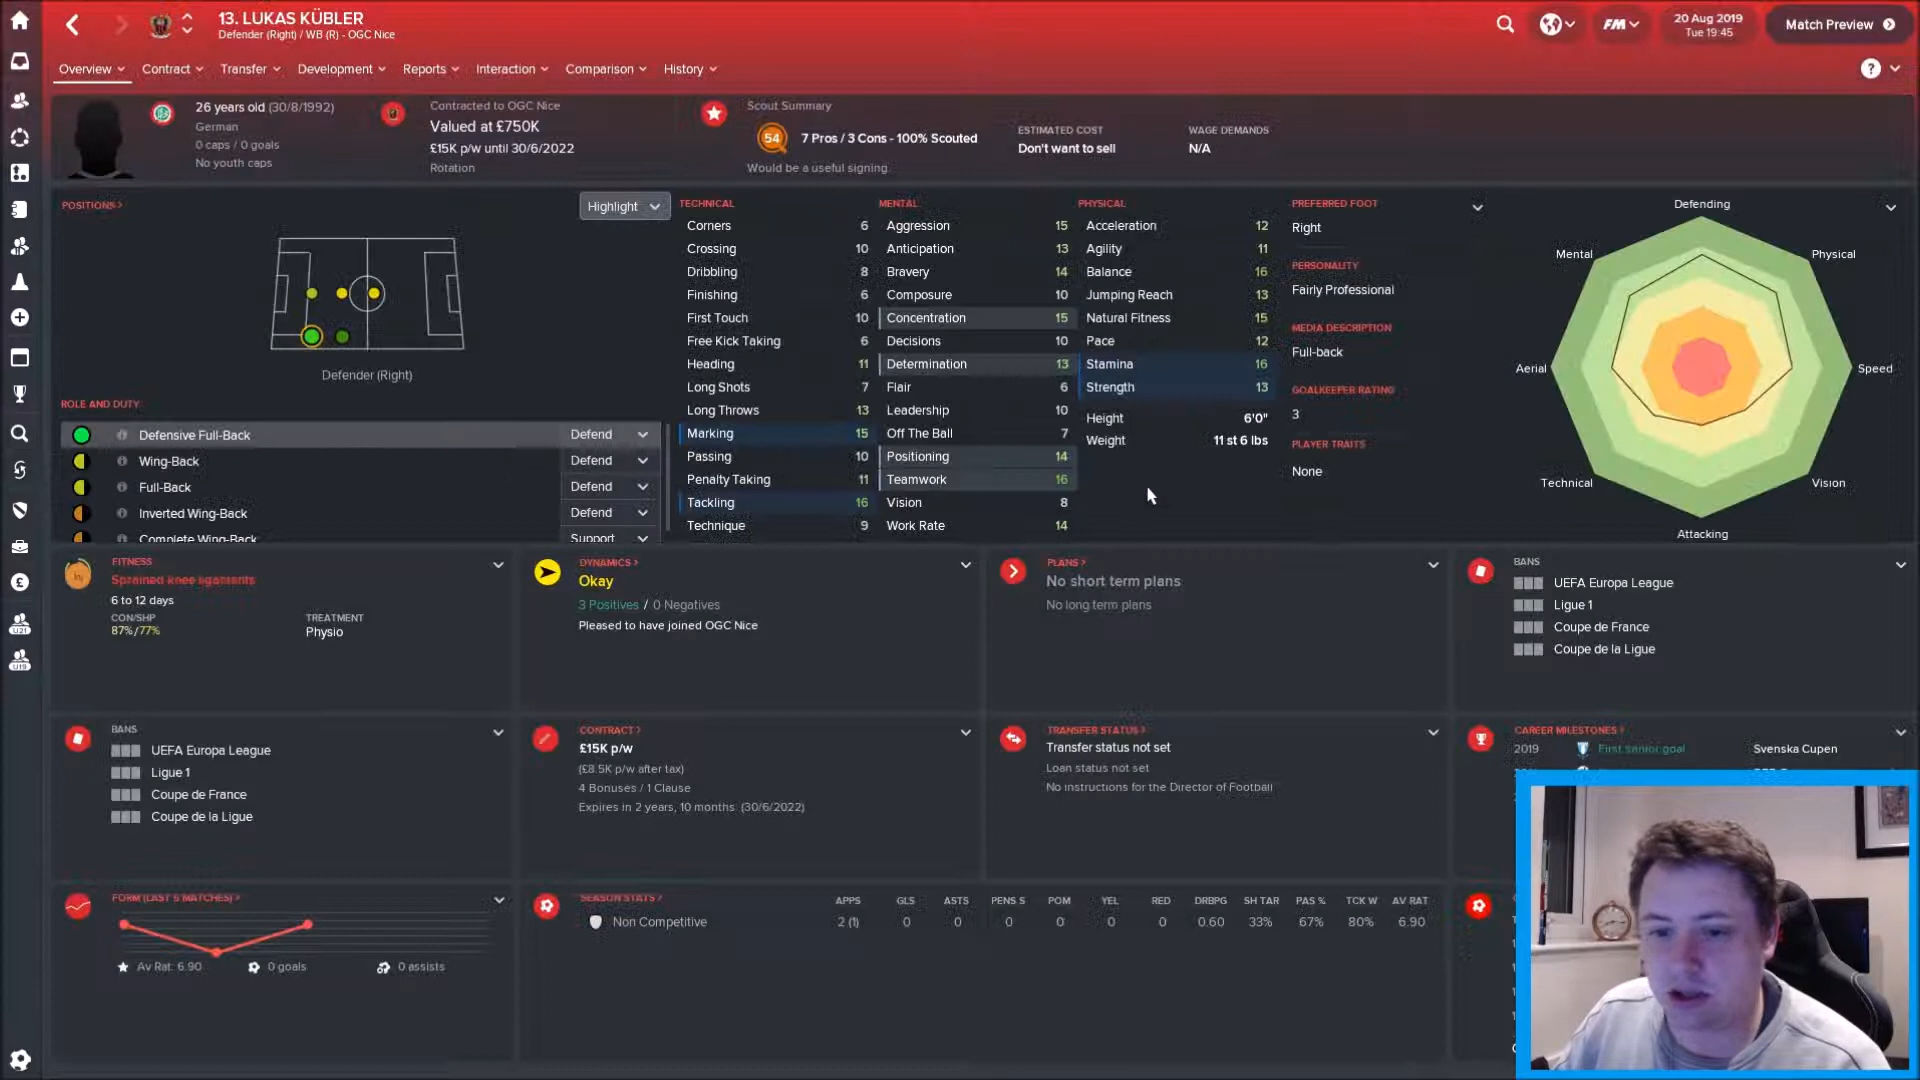 13. LUKAS KÜBLER
Defender (Right) / WB (R) - OGC Nice
FM
20 Aug 2019
Tue 19:45
Match Preview
Overview
Contract
Transfer
Development
Reports
Interaction
Comparison
History
?
26 years old (30/8/1992)
German
0 caps / 0 goals
No youth caps
Contracted to OGC Nice
Valued at £750K
£15K p/w until 30/6/2022
Rotation
Scout Summary
54
7 Pros / 3 Cons - 100% Scouted
Would be a useful signing.
ESTIMATED COST
Don't want to sell
WAGE DEMANDS
N/A
POSITIONS >
Highlight
Defender (Right)
ROLE AND DUTY
Defensive Full-Back Defend
Wing-Back Defend
Full-Back Defend
Inverted Wing-Back Defend
Complete Wing-Back Support
TECHNICAL
Corners 6
Crossing 10
Dribbling 8
Finishing 6
First Touch 10
Free Kick Taking 6
Heading 11
Long Shots 7
Long Throws 13
Marking 15
Passing 10
Penalty Taking 11
Tackling 16
Technique 9
MENTAL
Aggression 15
Anticipation 13
Bravery 14
Composure 10
Concentration 15
Decisions 10
Determination 13
Flair 6
Leadership 10
Off The Ball 7
Positioning 14
Teamwork 16
Vision 8
Work Rate 14
PHYSICAL
Acceleration 12
Agility 11
Balance 16
Jumping Reach 13
Natural Fitness 15
Pace 12
Stamina 16
Strength 13
Height 6'0"
Weight 11 st 6 lbs
PREFERRED FOOT
Right
PERSONALITY
Fairly Professional
MEDIA DESCRIPTION
Full-back
GOALKEEPER RATING
3
PLAYER TRAITS
None
Defending
Mental
Physical
Aerial
Speed
Technical
Vision
Attacking
FITNESS
Inj
Sprained knee ligaments
6 to 12 days
CON/SHP
87%/77%
TREATMENT
Physio
DYNAMICS >
Okay
3 Positives / 0 Negatives
Pleased to have joined OGC Nice
PLANS >
No short term plans
No long term plans
BANS
UEFA Europa League
Ligue 1
Coupe de France
Coupe de la Ligue
BANS
UEFA Europa League
Ligue 1
Coupe de France
Coupe de la Ligue
CONTRACT >
£15K p/w
(£8.5K p/w after tax)
4 Bonuses / 1 Clause
Expires in 2 years, 10 months (30/6/2022)
TRANSFER STATUS >
Transfer status not set
Loan status not set
No instructions for the Director of Football
CAREER MILESTONES >
2019 First senior goal Svenska Cupen
FORM (LAST 5 MATCHES) >
Av Rat: 6.90
0 goals
0 assists
SEASON STATS >
APPS GLS ASTS PENS S POM YEL RED DRBPG SH TAR PAS % TCK W AV RAT
Non Competitive 2 (1) 0 0 0 0 0 0 0.60 33% 67% 80% 6.90
U21
U19